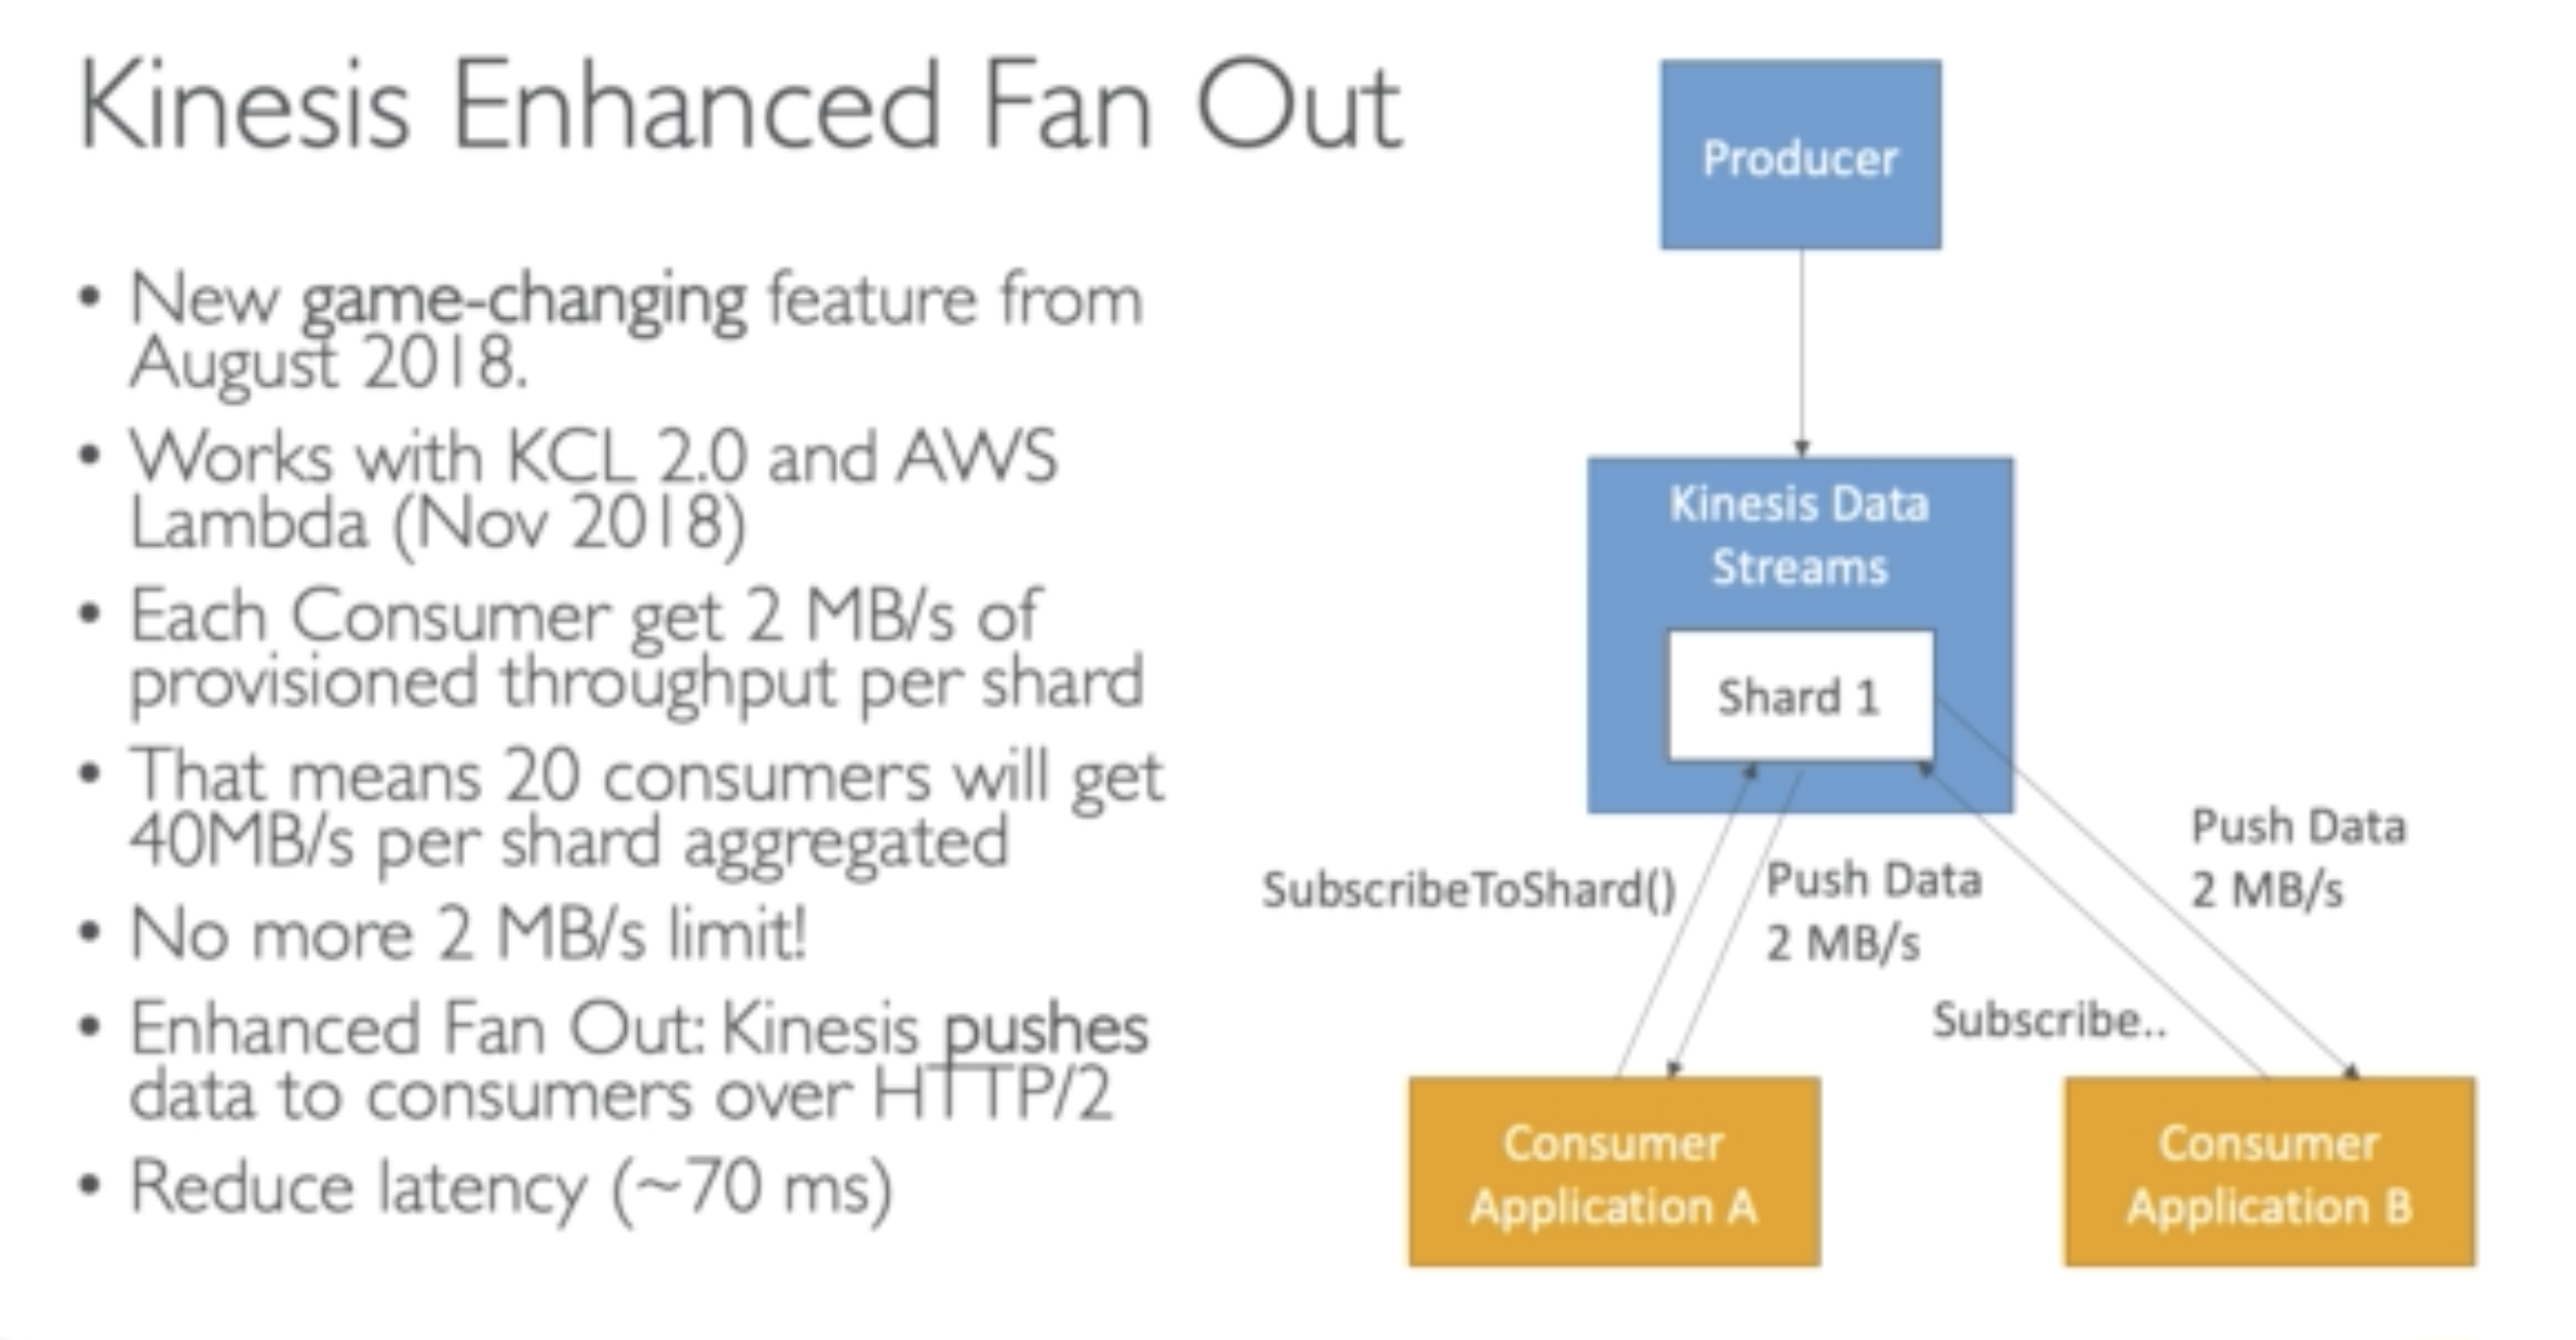 Kinesis Enhanced Fan Out
• New game-changing feature from
August 2018.
• Works with KCL 2.0 and AWS
Lambda (Nov 2018)
• Each Consumer get 2 MB/s of
provisioned throughput per shard
• That means 20 consumers will get
40MB/s per shard aggregated
• No more 2 MB/s limit!
• Enhanced Fan Out: Kinesis pushes
data to consumers over HTTP/2
• Reduce latency (~70 ms)
Producer
Kinesis Data
Streams
Shard 1
SubscribeToShard()
Push Data
2 MB/s
Push Data
2 MB/s
Subscribe..
Consumer
Application A
Consumer
Application B